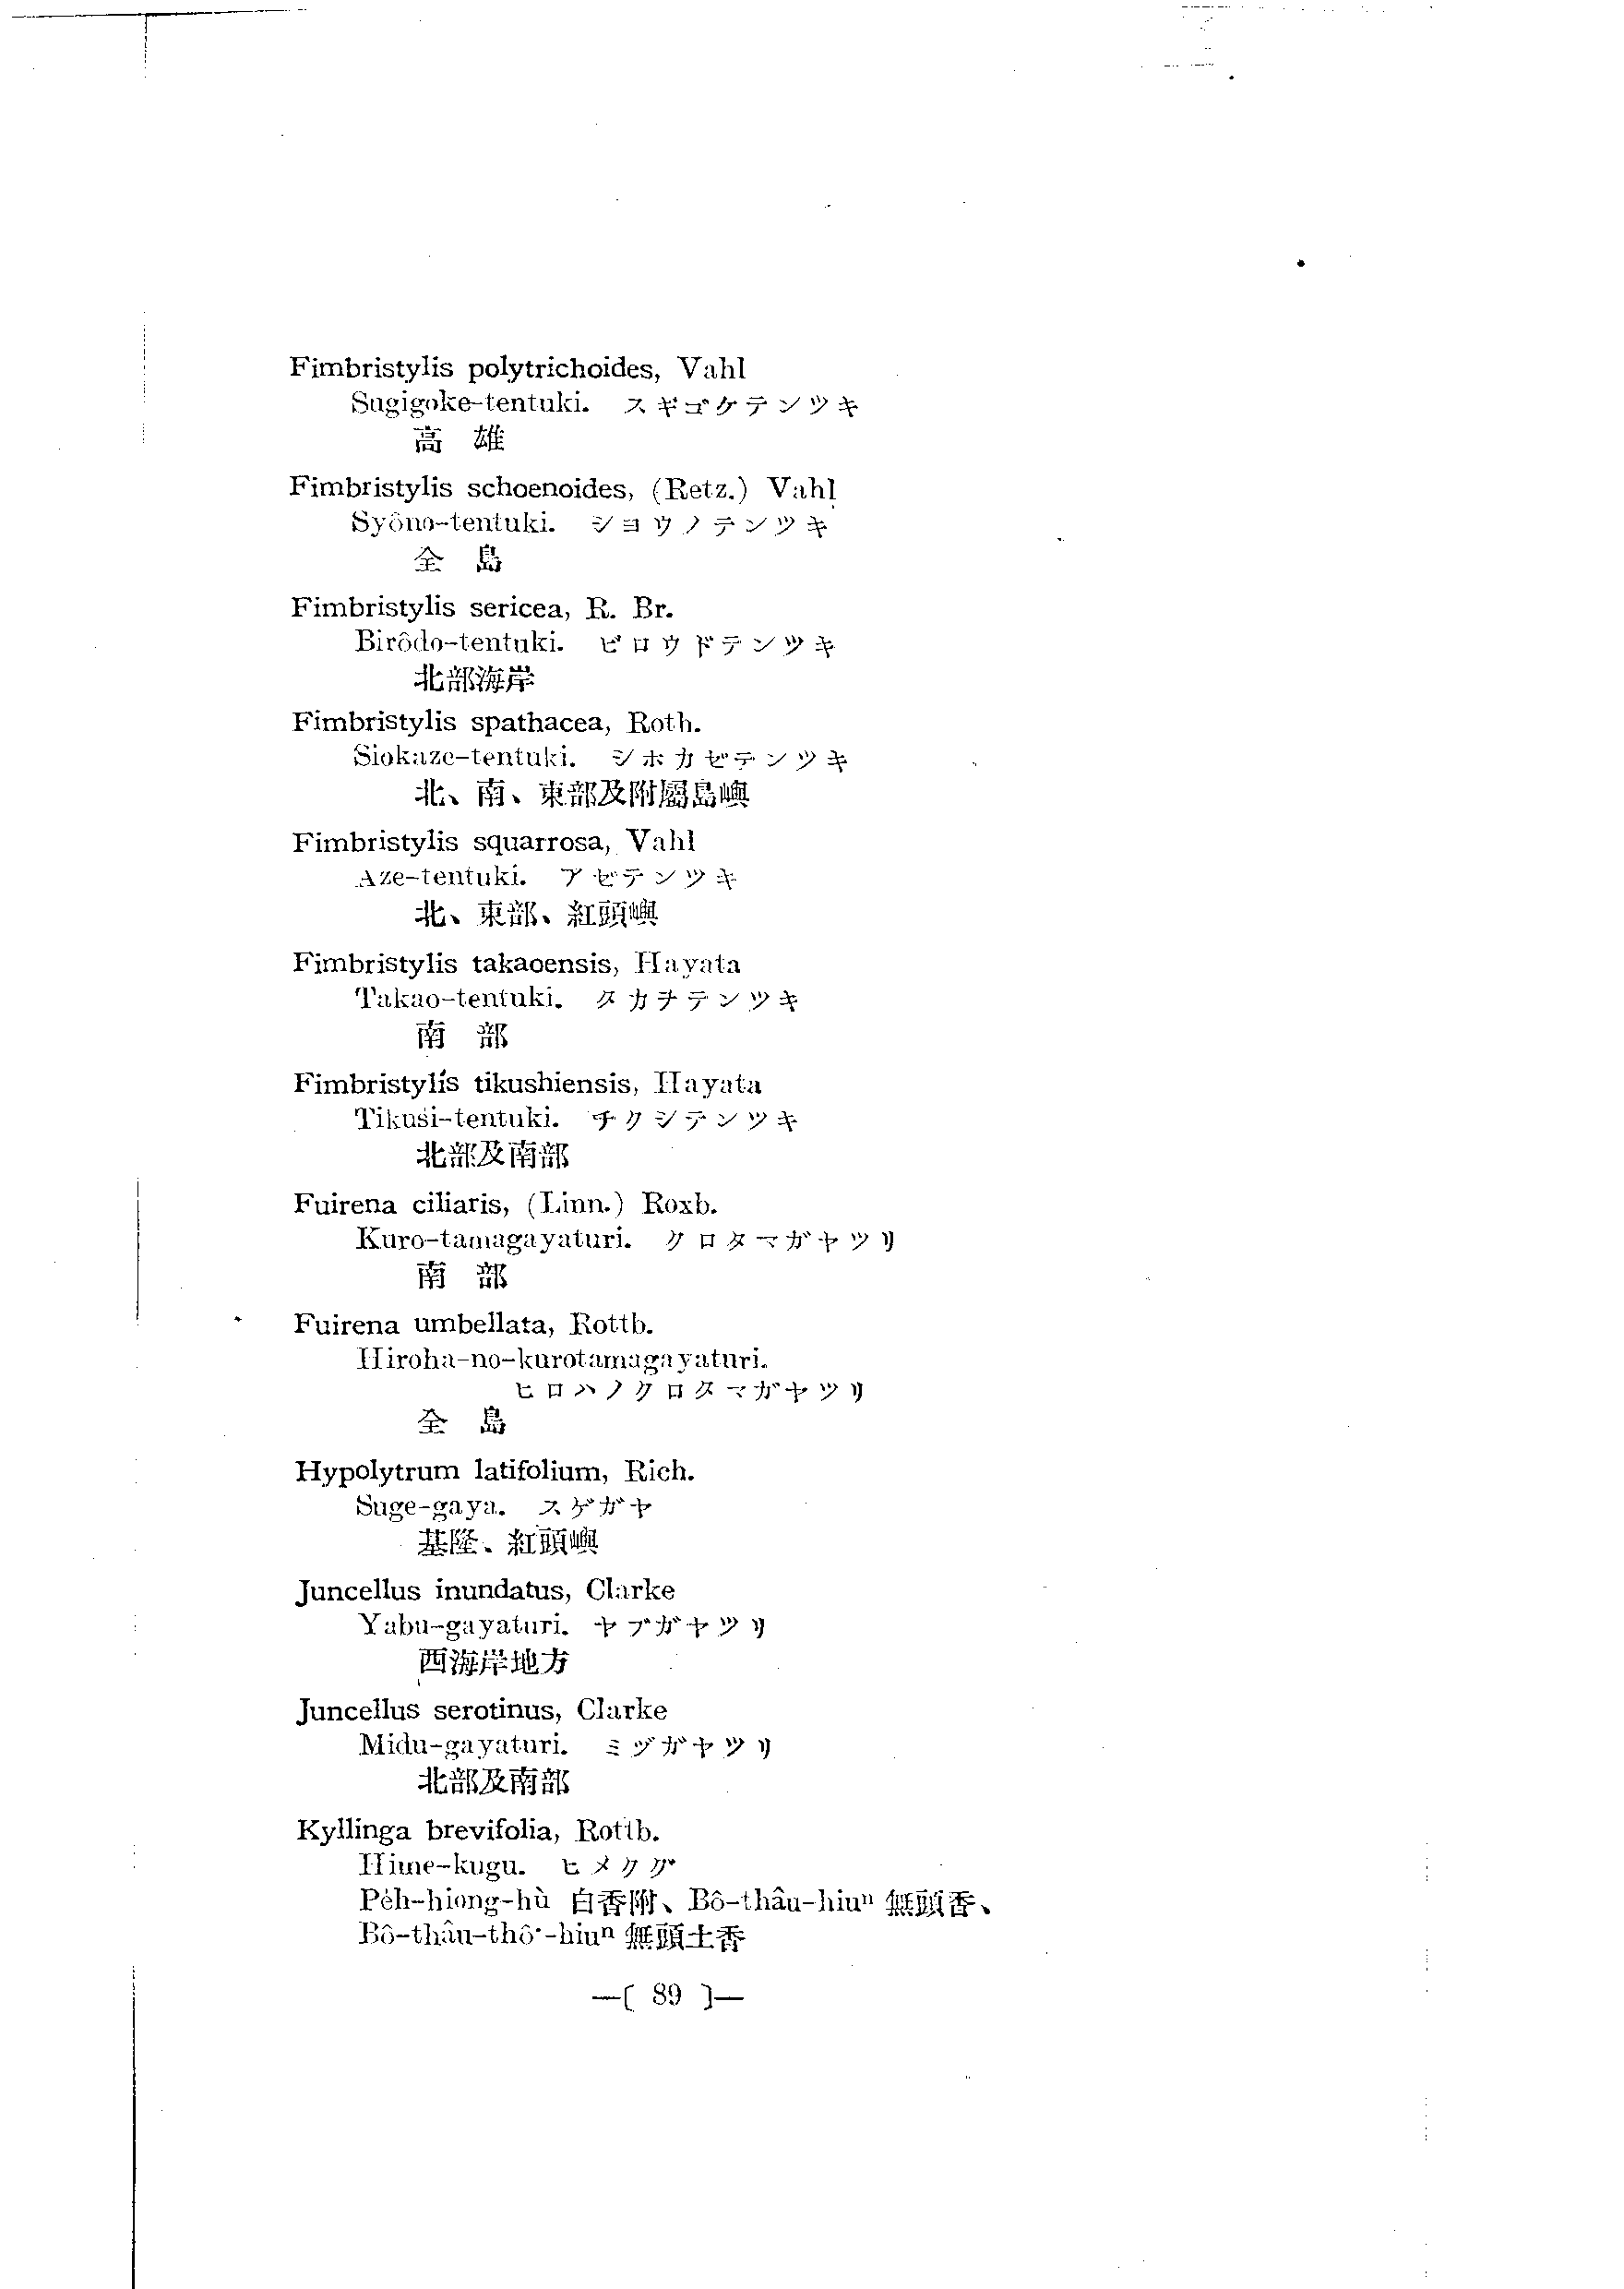 Fimbristylis polytrichoides, Vahl
Sugigoke-tentuki. スギゴケテンツキ
高 雄
Fimbristylis schoenoides, (Retz.) Vahl
Syôno-tentuki. シヨウノテンツキ
全 島
Fimbristylis sericea, R. Br.
Birôdo-tentuki. ビロウドテンツキ
北部海岸
Fimbristylis spathacea, Roth.
Siokaze-tentuki. シホカゼテンツキ
北、南、東部及附屬島嶼
Fimbristylis squarrosa, Vahl
Aze-tentuki. アゼテンツキ
北、東部、紅頭嶼
Fimbristylis takaoensis, Hayata
Takao-tentuki. タカヲテンツキ
南 部
Fimbristylis tikushiensis, Hayata
Tikusi-tentuki. チクシテンツキ
北部及南部
Fuirena ciliaris, (Linn.) Roxb.
Kuro-tamagayaturi. クロタマガヤツリ
南 部
Fuirena umbellata, Rottb.
Hiroha-no-kurotamagayaturi.
ヒロハノクロタマガヤツリ
全 島
Hypolytrum latifolium, Rich.
Suge-gaya. スゲガヤ
基隆、紅頭嶼
Juncellus inundatus, Clarke
Yabu-gayaturi. ヤブガヤツリ
西海岸地方
Juncellus serotinus, Clarke
Midu-gayaturi. ミヅガヤツリ
北部及南部
Kyllinga brevifolia, Rottb.
Hime-kugu. ヒメクグ
Pe̍h-hiong-hù 白香附、Bô-thâu-hiuⁿ 無頭香、
Bô-thâu-thô͘-hiuⁿ 無頭土香
—( 89 )—